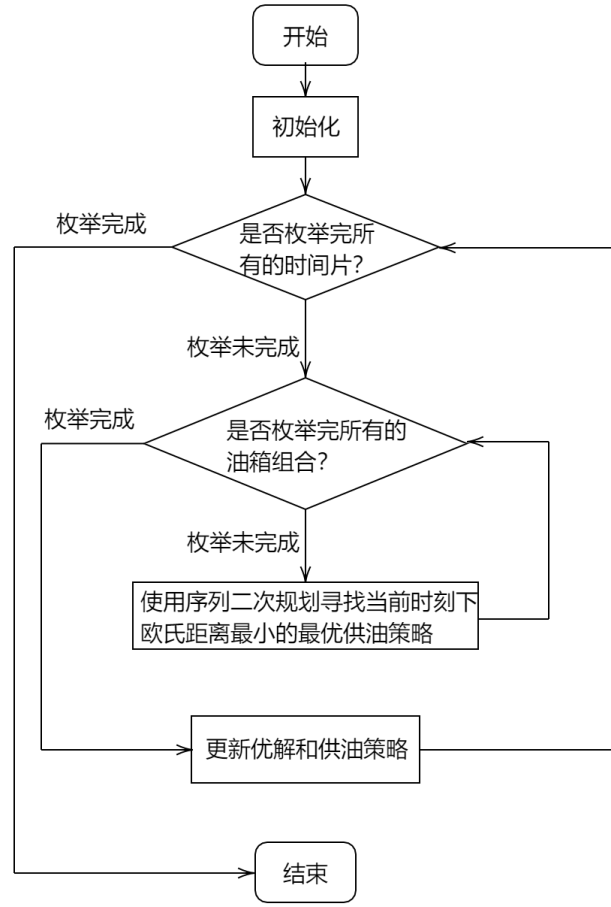 开始
初始化
枚举完成
是否枚举完所
有的时间片?
枚举未完成
枚举完成
是否枚举完所有的
油箱组合?
枚举未完成
使用序列二次规划寻找当前时刻下
欧氏距离最小的最优供油策略
更新优解和供油策略
结束